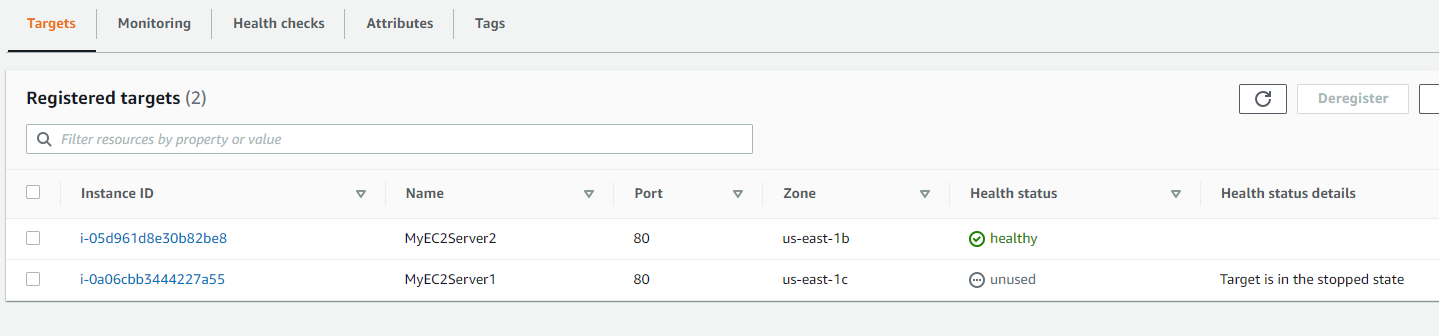 Targets Monitoring Health checks Attributes Tags
Registered targets (2)
Deregister
Filter resources by property or value
Instance ID Name Port Zone Health status Health status details
i-05d961d8e30b82be8 MyEC2Server2 80 us-east-1b healthy
i-0a06cbb3444227a55 MyEC2Server1 80 us-east-1c unused Target is in the stopped state